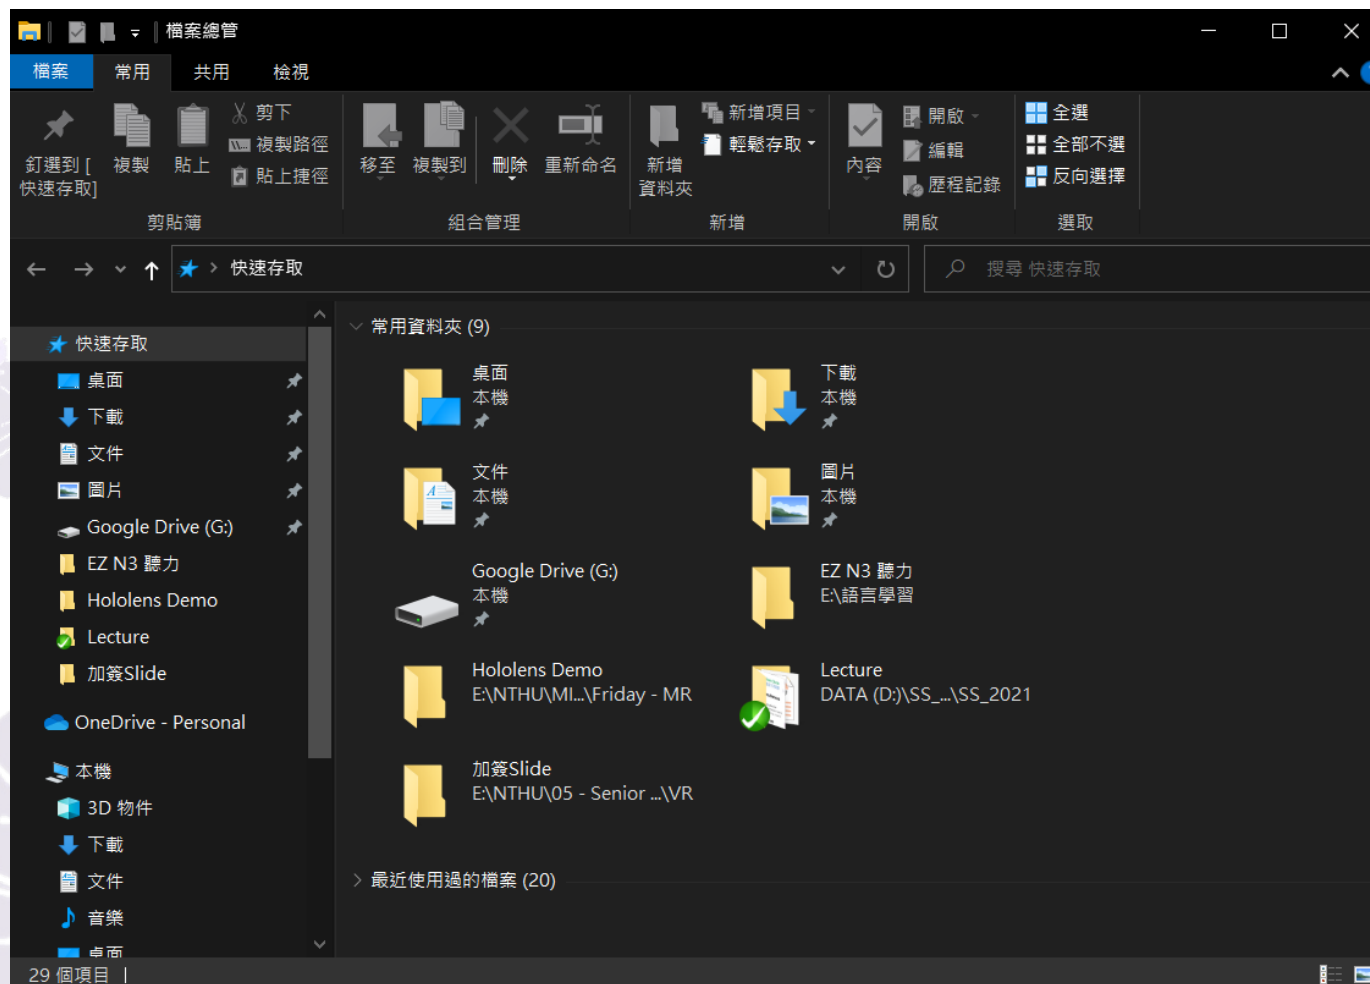 檔案總管
檔案 常用 共用 檢視
釘選到 [
快速存取]
複製
貼上
剪下
複製路徑
貼上捷徑
剪貼簿
移至
複製到
刪除
重新命名
組合管理
新增
資料夾
新增項目
輕鬆存取
新增
內容
開啟
編輯
歷程記錄
開啟
全選
全部不選
反向選擇
選取
快速存取
搜尋 快速存取
快速存取
桌面
下載
文件
圖片
Google Drive (G:)
EZ N3 聽力
Hololens Demo
Lecture
加簽Slide
OneDrive - Personal
本機
3D 物件
下載
文件
音樂
桌面
常用資料夾 (9)
桌面
本機
下載
本機
文件
本機
圖片
本機
Google Drive (G:)
本機
EZ N3 聽力
E:\語言學習
Hololens Demo
E:\NTHU\MI...\Friday - MR
Lecture
DATA (D:)\SS_...\SS_2021
加簽Slide
E:\NTHU\05 - Senior ...\VR
最近使用過的檔案 (20)
29 個項目